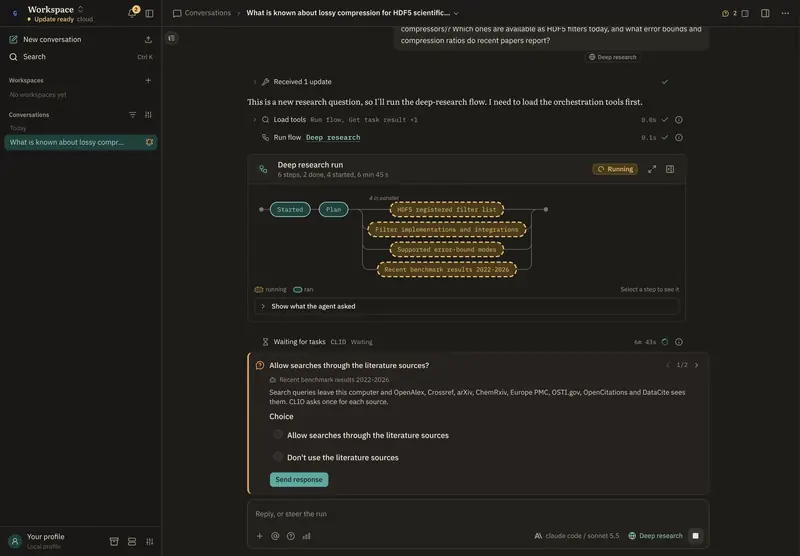 Workspace
Update ready cloud
2
New conversation
Search
Ctrl K
Workspaces
No workspaces yet
Conversations
Today
What is known about lossy compr...
Your profile
Local profile
Conversations
What is known about lossy compression for HDF5 scientific...
2
compressors)? Which ones are available as HDF5 filters today, and what error bounds and
compression ratios do recent papers report?
Deep research
Received 1 update
This is a new research question, so I'll run the deep-research flow. I need to load the orchestration tools first.
Load tools Run flow, Get task result +1
0.0s
Run flow Deep research
0.1s
Deep research run
6 steps, 2 done, 4 started, 6 min 45 s
Running
4 in parallel
Started
Plan
HDF5 registered filter list
Filter implementations and integrations
Supported error-bound modes
Recent benchmark results 2022-2026
running
ran
Select a step to see it
Show what the agent asked
Waiting for tasks CLIO Waiting
6m 43s
Allow searches through the literature sources?
1/2
Recent benchmark results 2022-2026
Search queries leave this computer and OpenAlex, Crossref, arXiv, ChemRxiv, Europe PMC, OSTI.gov, OpenCitations and DataCite sees
them. CLIO asks once for each source.
Choice
Allow searches through the literature sources
Don't use the literature sources
Send response
Reply, or steer the run
claude code / sonnet 5.5
Deep research